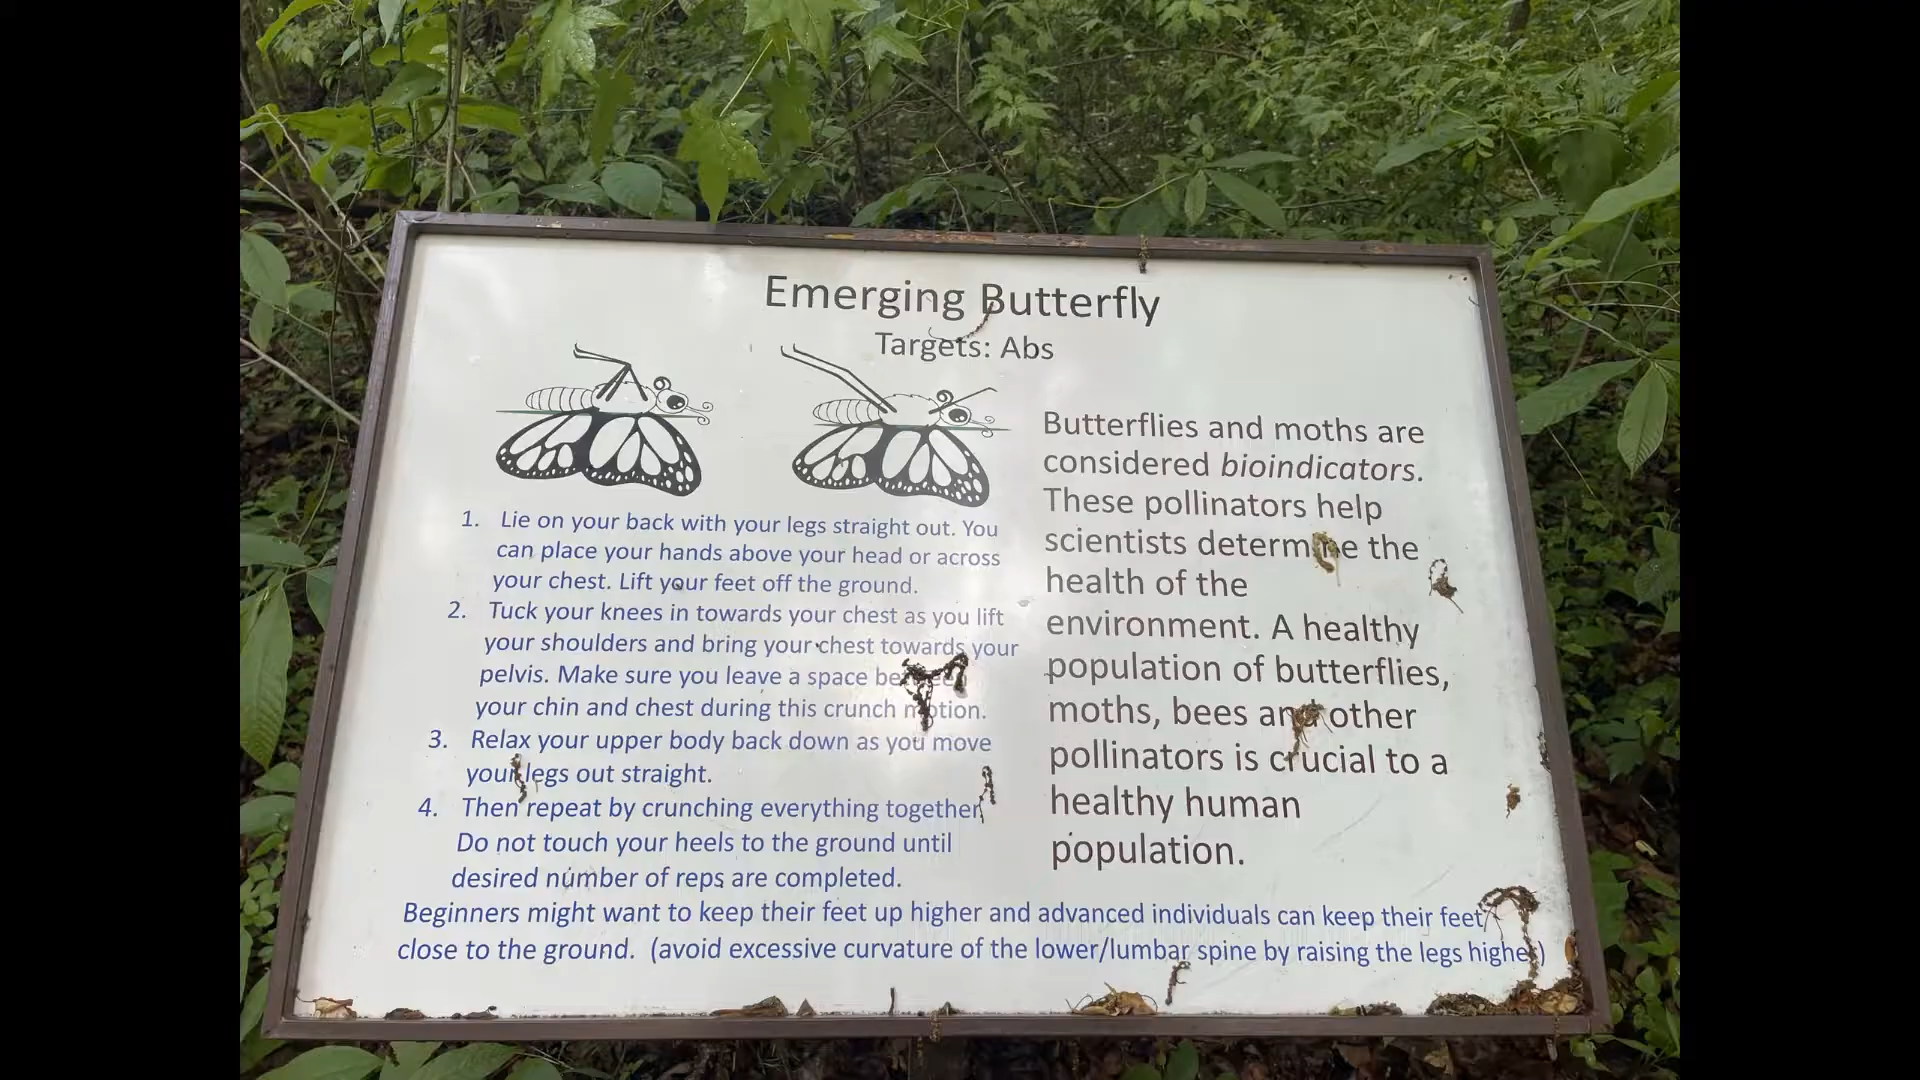 Emerging Butterfly
Targets: Abs
1. Lie on your back with your legs straight out. You
can place your hands above your head or across
your chest. Lift your feet off the ground.
2. Tuck your knees in towards your chest as you lift
your shoulders and bring your chest towards your
pelvis. Make sure you leave a space between
your chin and chest during this crunch motion.
3. Relax your upper body back down as you move
your legs out straight.
4. Then repeat by crunching everything together.
Do not touch your heels to the ground until
desired number of reps are completed.
Beginners might want to keep their feet up higher and advanced individuals can keep their feet
close to the ground. (avoid excessive curvature of the lower/lumbar spine by raising the legs higher)
Butterflies and moths are
considered bioindicators.
These pollinators help
scientists determine the
health of the
environment. A healthy
population of butterflies,
moths, bees and other
pollinators is crucial to a
healthy human
population.